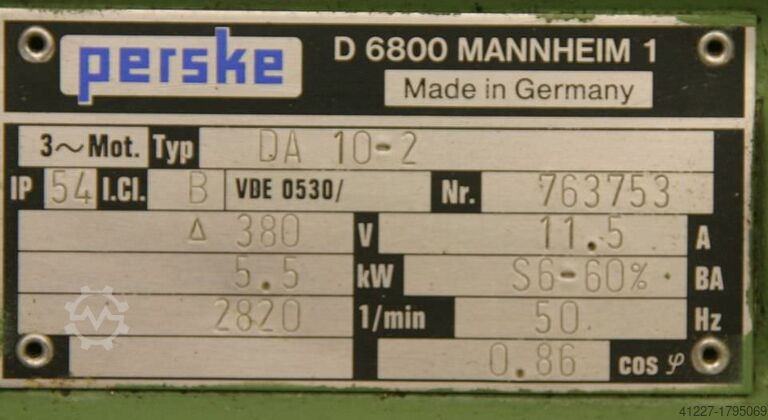 perske D 6800 MANNHEIM 1
Made in Germany
3~Mot. Typ DA 10-2
IP 54 I.Cl. B VDE 0530/ Nr. 763753
Δ 380 V 11.5 A
5.5 kW S6-60% BA
2820 1/min 50 Hz
0.86 cos φ
41227-1795069